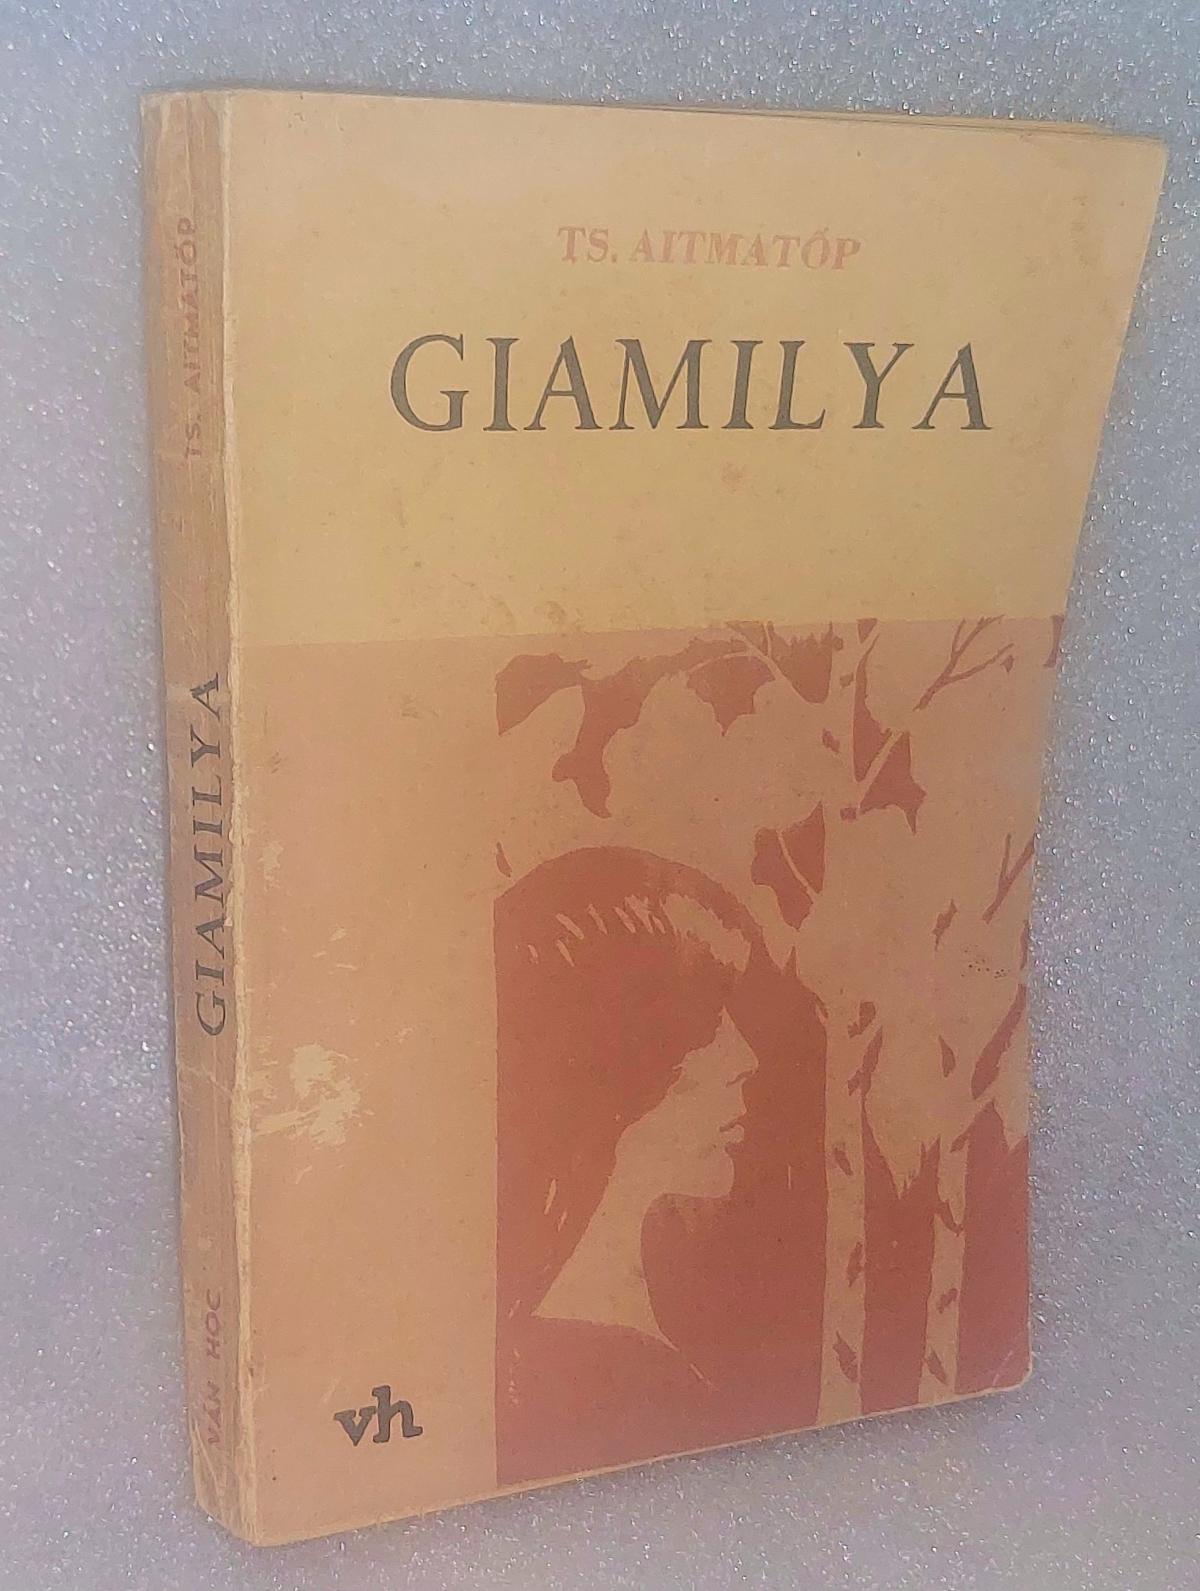 TS. AITMATỐP
GIAMILYA
vh
TS. AITMATỐP
GIAMILYA
VĂN HỌC